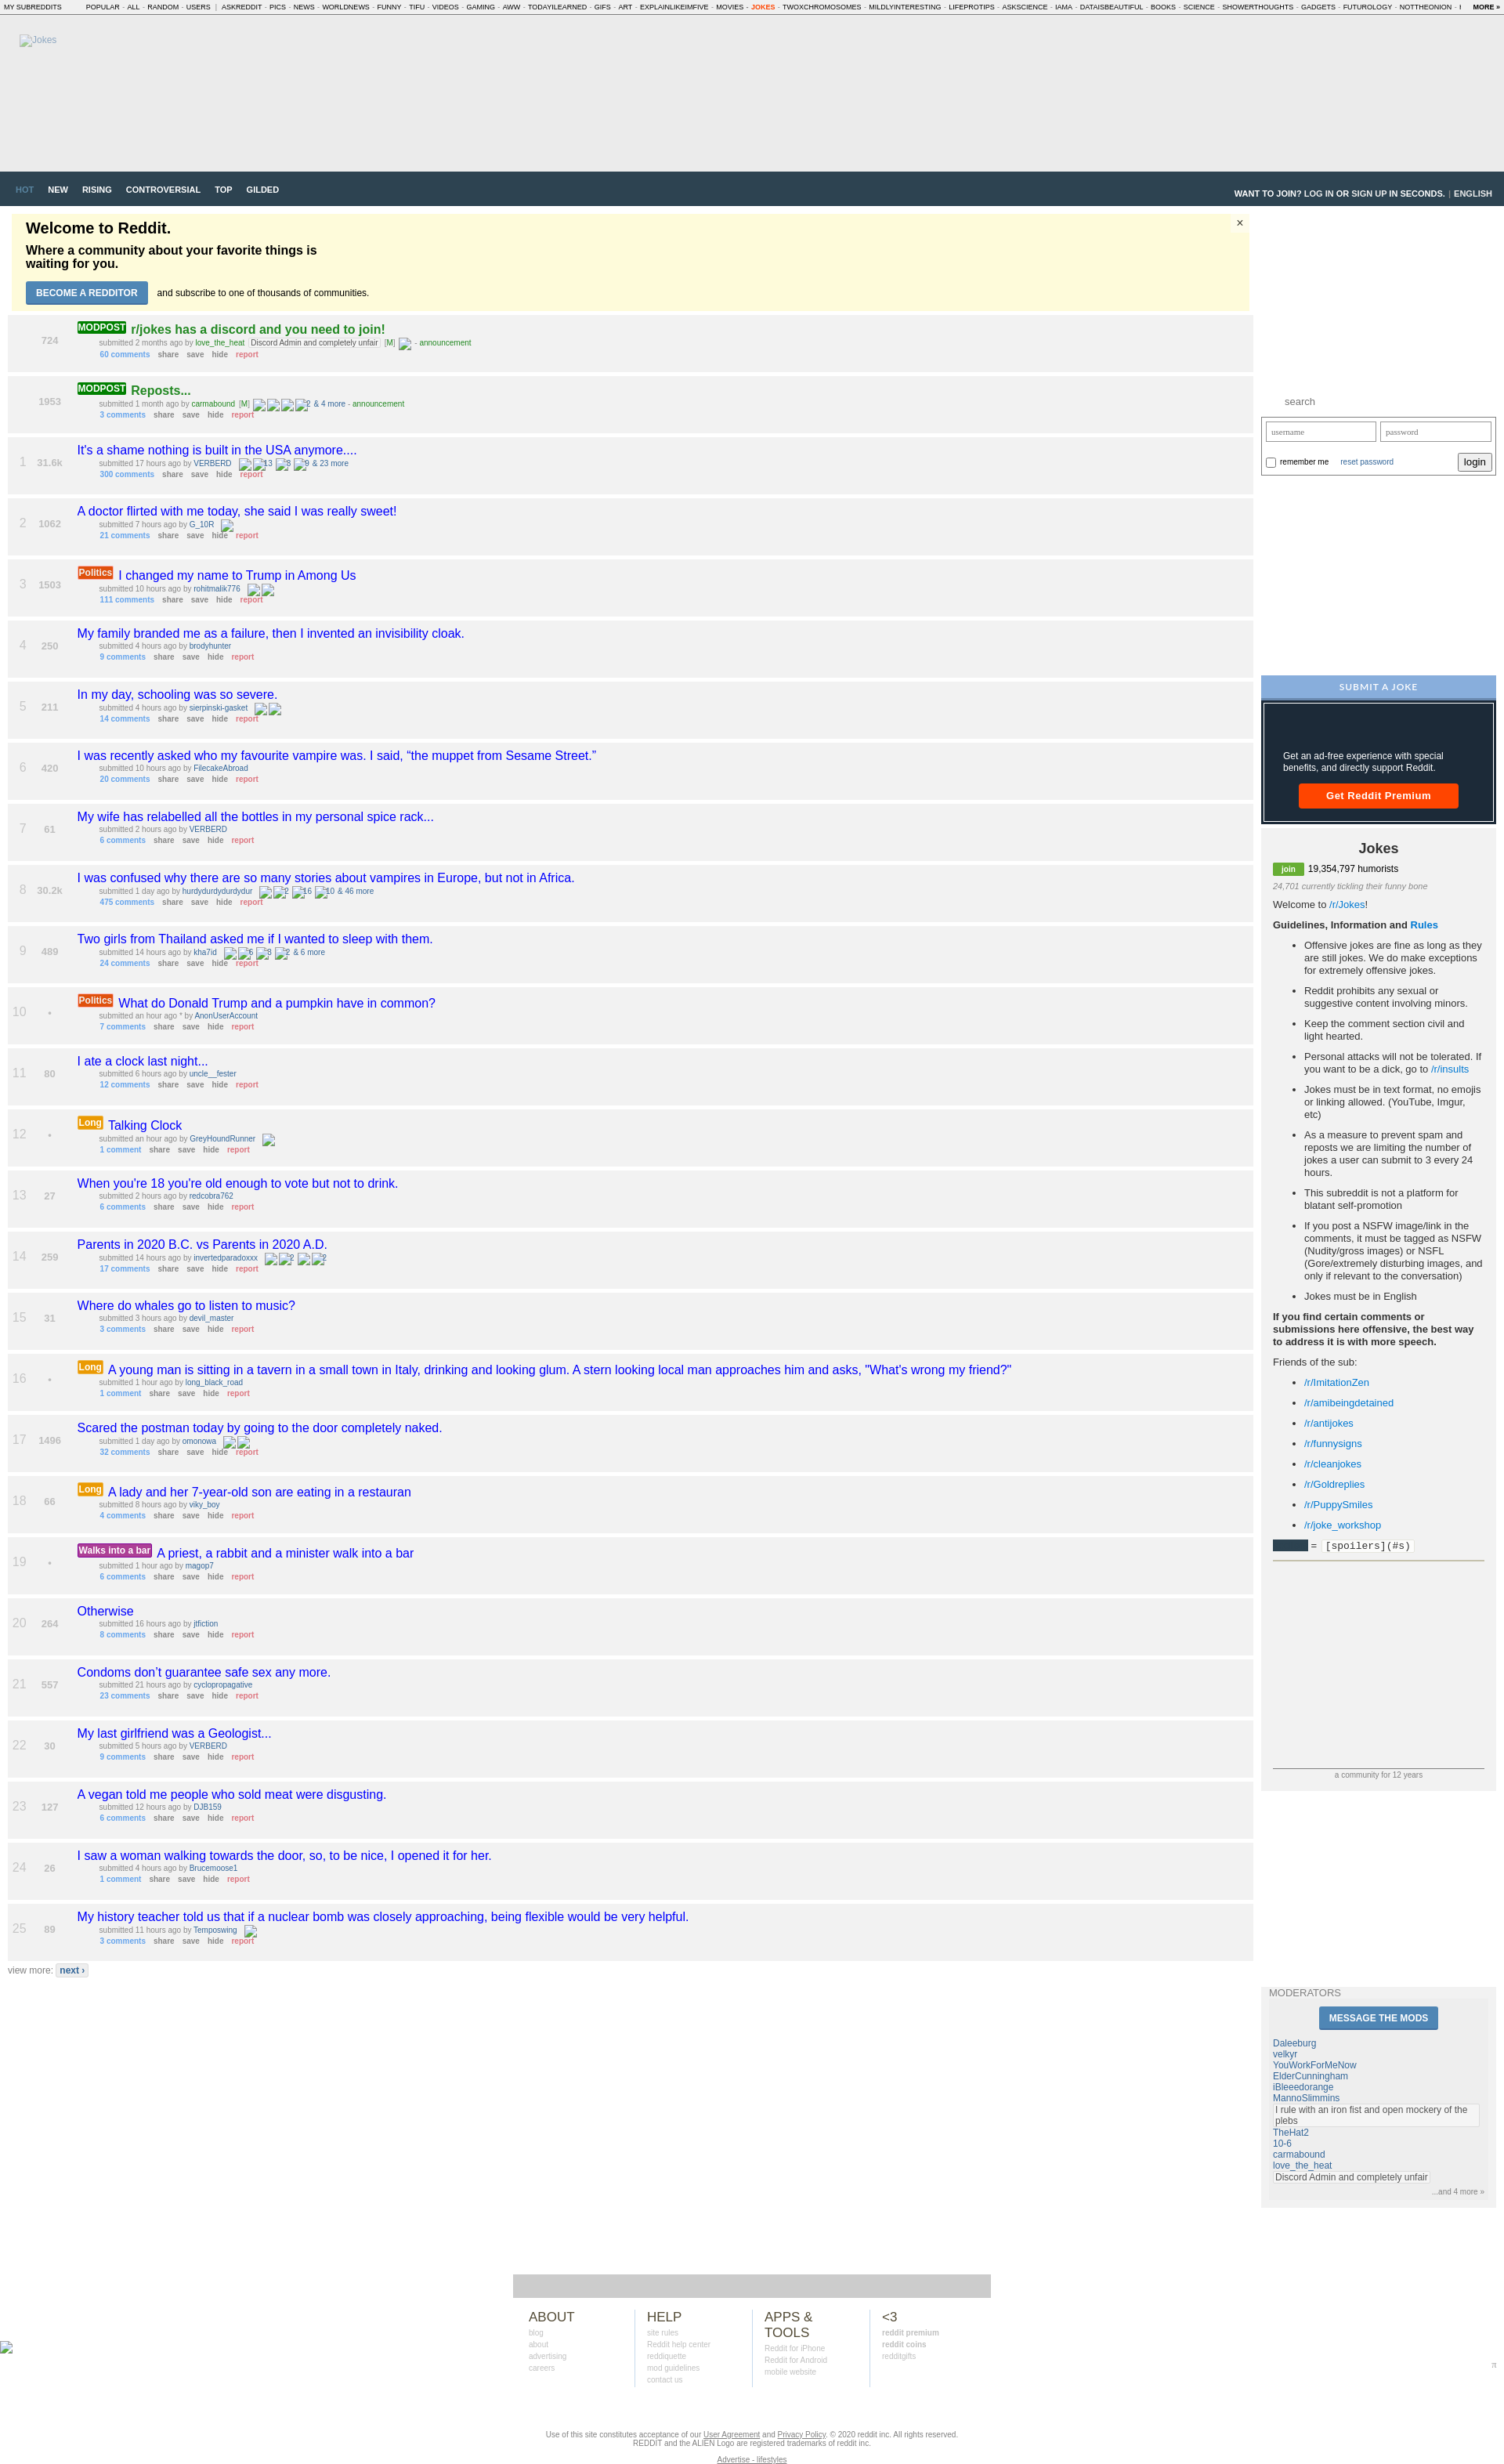 MY SUBREDDITS POPULAR - ALL - RANDOM - USERS | ASKREDDIT - PICS - NEWS - WORLDNEWS - FUNNY - TIFU - VIDEOS - GAMING - AWW - TODAYILEARNED - GIFS - ART - EXPLAINLIKEIMFIVE - MOVIES - JOKES - TWOXCHROMOSOMES - MILDLYINTERESTING - LIFEPROTIPS - ASKSCIENCE - IAMA - DATAISBEAUTIFUL - BOOKS - SCIENCE - SHOWERTHOUGHTS - GADGETS - FUTUROLOGY - NOTTHEONION - I MORE »
Jokes
HOT NEW RISING CONTROVERSIAL TOP GILDED
WANT TO JOIN? LOG IN OR SIGN UP IN SECONDS. | ENGLISH
Welcome to Reddit.
×
Where a community about your favorite things is
waiting for you.
BECOME A REDDITOR and subscribe to one of thousands of communities.
724
MODPOST r/jokes has a discord and you need to join!
submitted 2 months ago by love_the_heat Discord Admin and completely unfair [M] - announcement
60 comments share save hide report
1953
MODPOST Reposts...
submitted 1 month ago by carmabound [M] 2 & 4 more - announcement
3 comments share save hide report
1 31.6k
It's a shame nothing is built in the USA anymore....
submitted 17 hours ago by VERBERD 13 3 9 & 23 more
300 comments share save hide report
2 1062
A doctor flirted with me today, she said I was really sweet!
submitted 7 hours ago by G_10R
21 comments share save hide report
3 1503
Politics I changed my name to Trump in Among Us
submitted 10 hours ago by rohitmalik776
111 comments share save hide report
4 250
My family branded me as a failure, then I invented an invisibility cloak.
submitted 4 hours ago by brodyhunter
9 comments share save hide report
5 211
In my day, schooling was so severe.
submitted 4 hours ago by sierpinski-gasket
14 comments share save hide report
6 420
I was recently asked who my favourite vampire was. I said, “the muppet from Sesame Street.”
submitted 10 hours ago by FilecakeAbroad
20 comments share save hide report
7 61
My wife has relabelled all the bottles in my personal spice rack...
submitted 2 hours ago by VERBERD
6 comments share save hide report
8 30.2k
I was confused why there are so many stories about vampires in Europe, but not in Africa.
submitted 1 day ago by hurdydurdydurdydur 2 16 10 & 46 more
475 comments share save hide report
9 489
Two girls from Thailand asked me if I wanted to sleep with them.
submitted 14 hours ago by kha7id 6 3 2 & 6 more
24 comments share save hide report
10 •
Politics What do Donald Trump and a pumpkin have in common?
submitted an hour ago * by AnonUserAccount
7 comments share save hide report
11 80
I ate a clock last night...
submitted 6 hours ago by uncle__fester
12 comments share save hide report
12 •
Long Talking Clock
submitted an hour ago by GreyHoundRunner
1 comment share save hide report
13 27
When you're 18 you're old enough to vote but not to drink.
submitted 2 hours ago by redcobra762
6 comments share save hide report
14 259
Parents in 2020 B.C. vs Parents in 2020 A.D.
submitted 14 hours ago by invertedparadoxxx 2 2
17 comments share save hide report
15 31
Where do whales go to listen to music?
submitted 3 hours ago by devil_master
3 comments share save hide report
16 •
Long A young man is sitting in a tavern in a small town in Italy, drinking and looking glum. A stern looking local man approaches him and asks, "What's wrong my friend?"
submitted 1 hour ago by long_black_road
1 comment share save hide report
17 1496
Scared the postman today by going to the door completely naked.
submitted 1 day ago by omonowa
32 comments share save hide report
18 66
Long A lady and her 7-year-old son are eating in a restauran
submitted 8 hours ago by viky_boy
4 comments share save hide report
19 •
Walks into a bar A priest, a rabbit and a minister walk into a bar
submitted 1 hour ago by magop7
6 comments share save hide report
20 264
Otherwise
submitted 16 hours ago by jtfiction
8 comments share save hide report
21 557
Condoms don’t guarantee safe sex any more.
submitted 21 hours ago by cyclopropagative
23 comments share save hide report
22 30
My last girlfriend was a Geologist...
submitted 5 hours ago by VERBERD
9 comments share save hide report
23 127
A vegan told me people who sold meat were disgusting.
submitted 12 hours ago by DJB159
6 comments share save hide report
24 26
I saw a woman walking towards the door, so, to be nice, I opened it for her.
submitted 4 hours ago by Brucemoose1
1 comment share save hide report
25 89
My history teacher told us that if a nuclear bomb was closely approaching, being flexible would be very helpful.
submitted 11 hours ago by Temposwing
3 comments share save hide report
view more: next ›
search
username password
remember me reset password login
SUBMIT A JOKE
Get an ad-free experience with special
benefits, and directly support Reddit.
Get Reddit Premium
Jokes
join 19,354,797 humorists
24,701 currently tickling their funny bone
Welcome to /r/Jokes!
Guidelines, Information and Rules
• Offensive jokes are fine as long as they
are still jokes. We do make exceptions
for extremely offensive jokes.
• Reddit prohibits any sexual or
suggestive content involving minors.
• Keep the comment section civil and
light hearted.
• Personal attacks will not be tolerated. If
you want to be a dick, go to /r/insults
• Jokes must be in text format, no emojis
or linking allowed. (YouTube, Imgur,
etc)
• As a measure to prevent spam and
reposts we are limiting the number of
jokes a user can submit to 3 every 24
hours.
• This subreddit is not a platform for
blatant self-promotion
• If you post a NSFW image/link in the
comments, it must be tagged as NSFW
(Nudity/gross images) or NSFL
(Gore/extremely disturbing images, and
only if relevant to the conversation)
• Jokes must be in English
If you find certain comments or
submissions here offensive, the best way
to address it is with more speech.
Friends of the sub:
• /r/ImitationZen
• /r/amibeingdetained
• /r/antijokes
• /r/funnysigns
• /r/cleanjokes
• /r/Goldreplies
• /r/PuppySmiles
• /r/joke_workshop
= [spoilers](#s)
a community for 12 years
MODERATORS
MESSAGE THE MODS
Daleeburg
velkyr
YouWorkForMeNow
ElderCunningham
iBleeedorange
MannoSlimmins
I rule with an iron fist and open mockery of the
plebs
TheHat2
10-6
carmabound
love_the_heat
Discord Admin and completely unfair
...and 4 more »
ABOUT
blog
about
advertising
careers
HELP
site rules
Reddit help center
reddiquette
mod guidelines
contact us
APPS &
TOOLS
Reddit for iPhone
Reddit for Android
mobile website
<3
reddit premium
reddit coins
redditgifts
π
Use of this site constitutes acceptance of our User Agreement and Privacy Policy. © 2020 reddit inc. All rights reserved.
REDDIT and the ALIEN Logo are registered trademarks of reddit inc.
Advertise - lifestyles